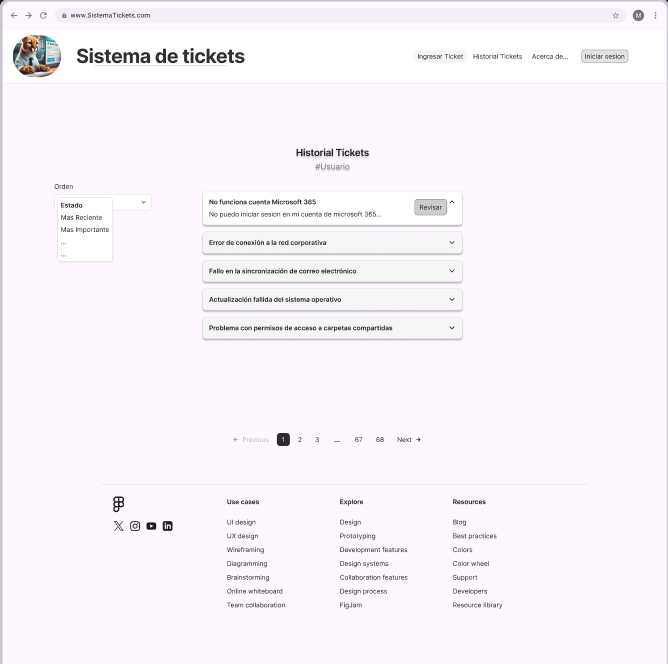 www.SistemaTickets.com
M
Sistema de tickets
Ingresar Ticket
Historial Tickets
Acerca de...
Iniciar sesion
Historial Tickets
#Usuario
Orden
Estado
Mas Reciente
Mas Importante
...
...
No funciona cuenta Microsoft 365
No puedo iniciar sesion en mi cuenta de microsoft 365...
Revisar
Error de conexión a la red corporativa
Fallo en la sincronización de correo electrónico
Actualización fallida del sistema operativo
Problema con permisos de acceso a carpetas compartidas
← Previous 1 2 3 ... 67 68 Next →
Use cases
UI design
UX design
Wireframing
Diagramming
Brainstorming
Online whiteboard
Team collaboration
Explore
Design
Prototyping
Development features
Design systems
Collaboration features
Design process
FigJam
Resources
Blog
Best practices
Colors
Color wheel
Support
Developers
Resource library